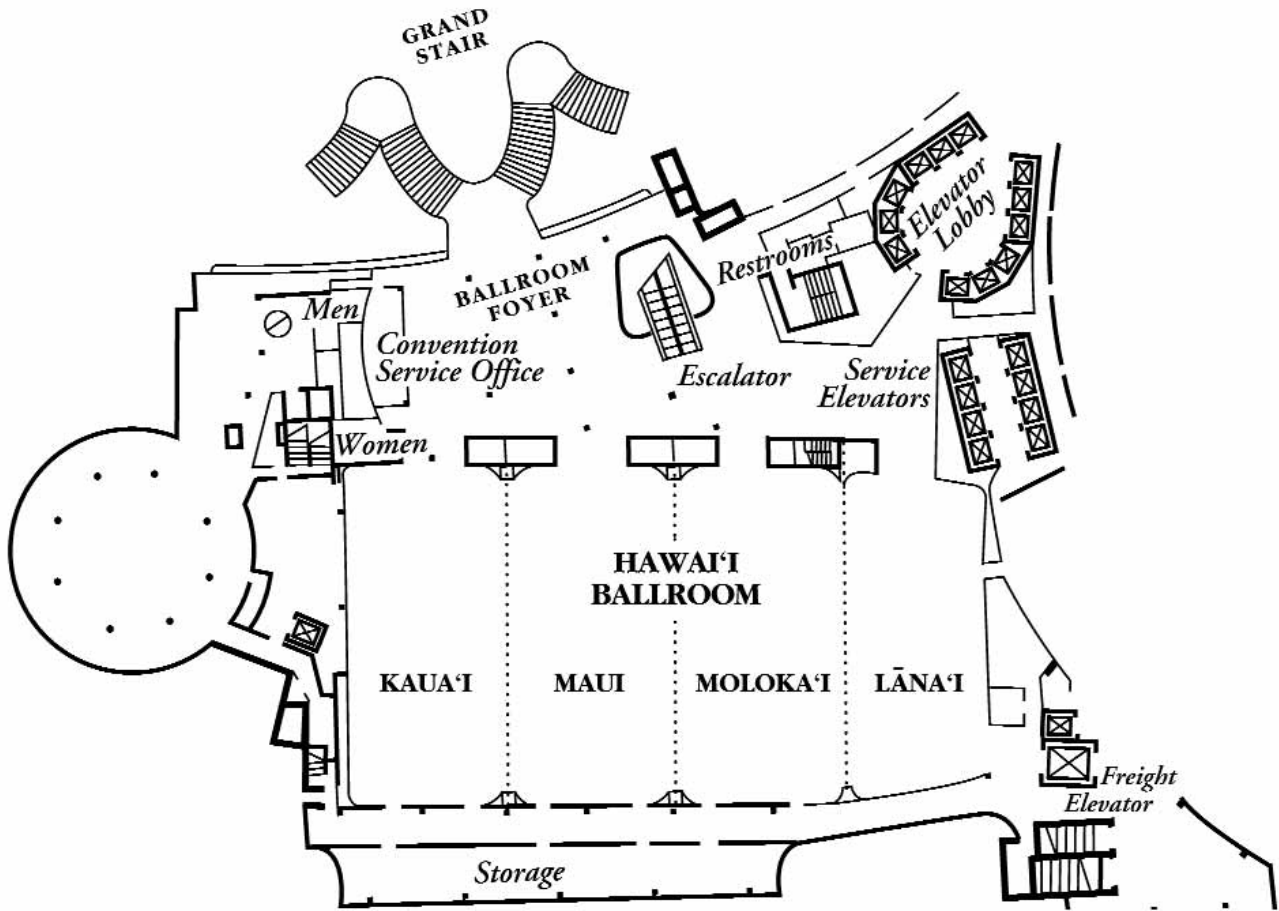 GRAND
STAIR
BALLROOM
FOYER
Restrooms
Elevator
Lobby
Men
Convention
Service Office
Escalator
Service
Elevators
Women
HAWAI‘I
BALLROOM
KAUA‘I
MAUI
MOLOKA‘I
LĀNA‘I
Freight
Elevator
Storage